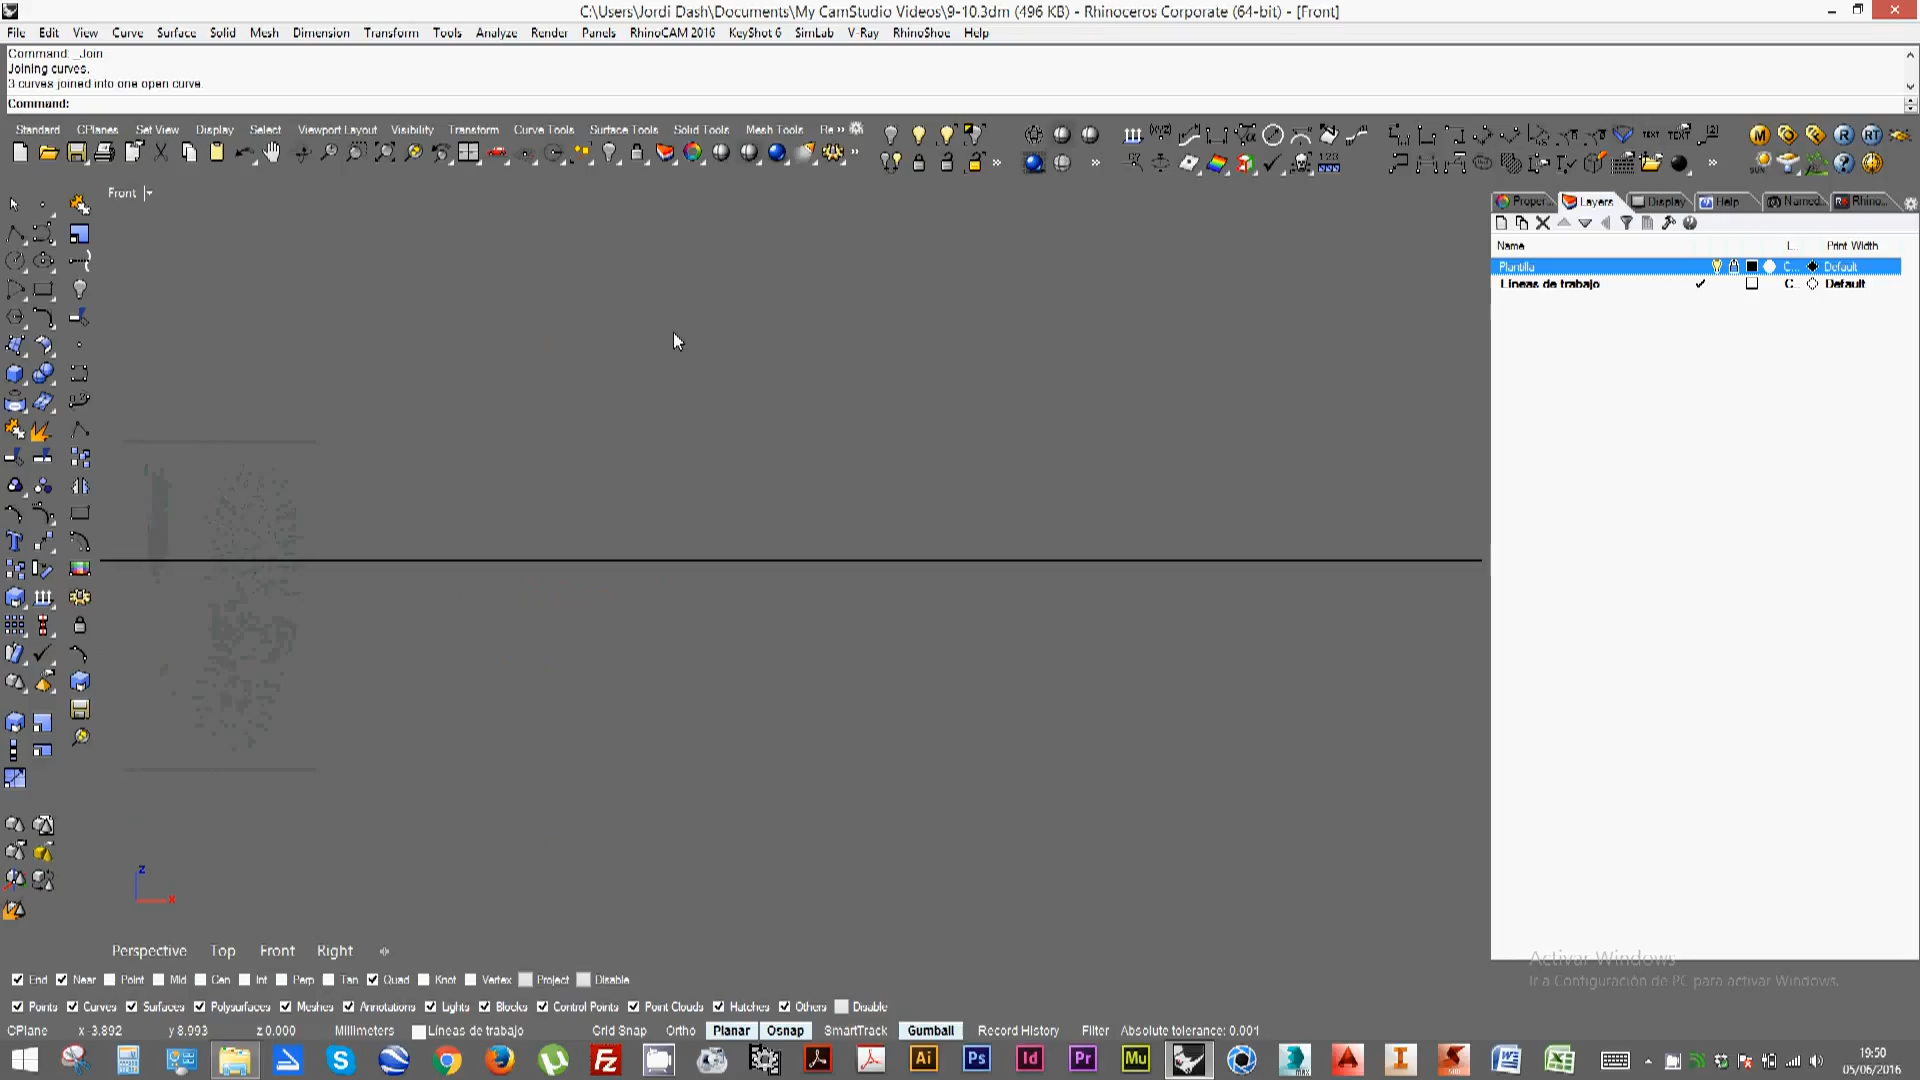 C:\Users\Jordi Dash\Documents\My CamStudio Videos\9-10.3dm (496 KB) - Rhinoceros Corporate (64-bit) - [Front]
File Edit View Curve Surface Solid Mesh Dimension Transform Tools Analyze Render Panels RhinoCAM 2016 KeyShot 6 SimLab V-Ray RhinoShoe Help
Command: _Join
Joining curves.
3 curves joined into one open curve.
Command:
Standard CPlanes Set View Display Select Viewport Layout Visibility Transform Curve Tools Surface Tools Solid Tools Mesh Tools Re
Front
Proper... Layers Display Help Named... Rhino...
Name L... Print Width
Plantilla C... Default
Líneas de trabajo C... Default
z
x
Perspective Top Front Right
Activar Windows
Ir a Configuración de PC para activar Windows.
End Near Point Mid Cen Int Perp Tan Quad Knot Vertex Project Disable
Points Curves Surfaces Polysurfaces Meshes Annotations Lights Blocks Control Points Point Clouds Hatches Others Disable
CPlane x -3.892 y 8.993 z 0.000 Millimeters Líneas de trabajo Grid Snap Ortho Planar Osnap SmartTrack Gumball Record History Filter Absolute tolerance: 0.001
19:50
05/06/2016